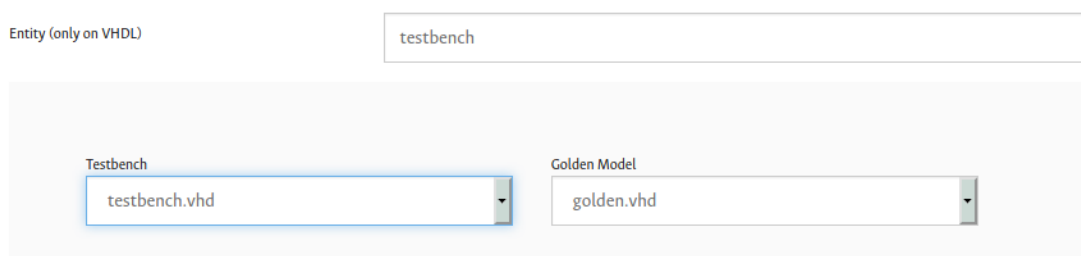 Entity (only on VHDL)
testbench
Testbench
Golden Model
testbench.vhd
golden.vhd